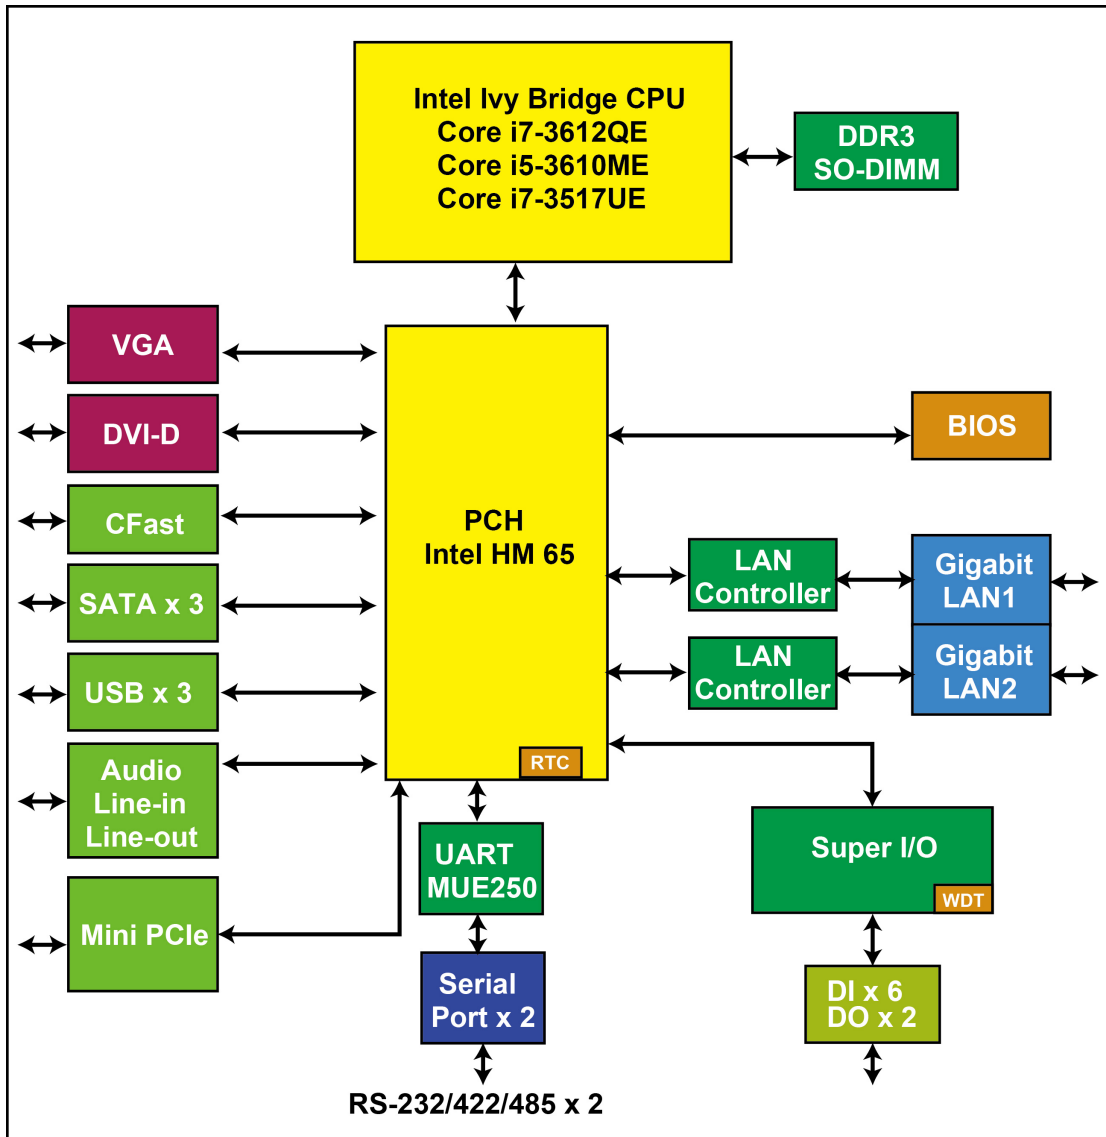 Intel Ivy Bridge CPU
Core i7-3612QE
Core i5-3610ME
Core i7-3517UE
DDR3
SO-DIMM
VGA
DVI-D
CFast
SATA x 3
USB x 3
Audio
Line-in
Line-out
Mini PCIe
PCH
Intel HM 65
RTC
BIOS
LAN
Controller
Gigabit
LAN1
LAN
Controller
Gigabit
LAN2
UART
MUE250
Serial
Port x 2
RS-232/422/485 x 2
Super I/O
WDT
DI x 6
DO x 2